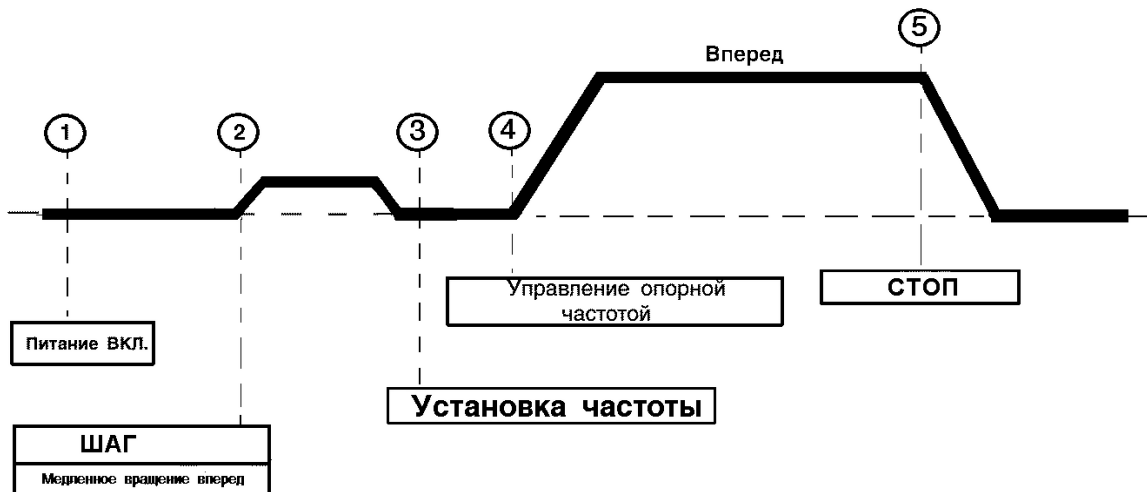 5
Вперед
1
2
3
4
Управление опорной
частотой
СТОП
Питание ВКЛ.
Установка частоты
ШАГ
Медленное вращение вперед